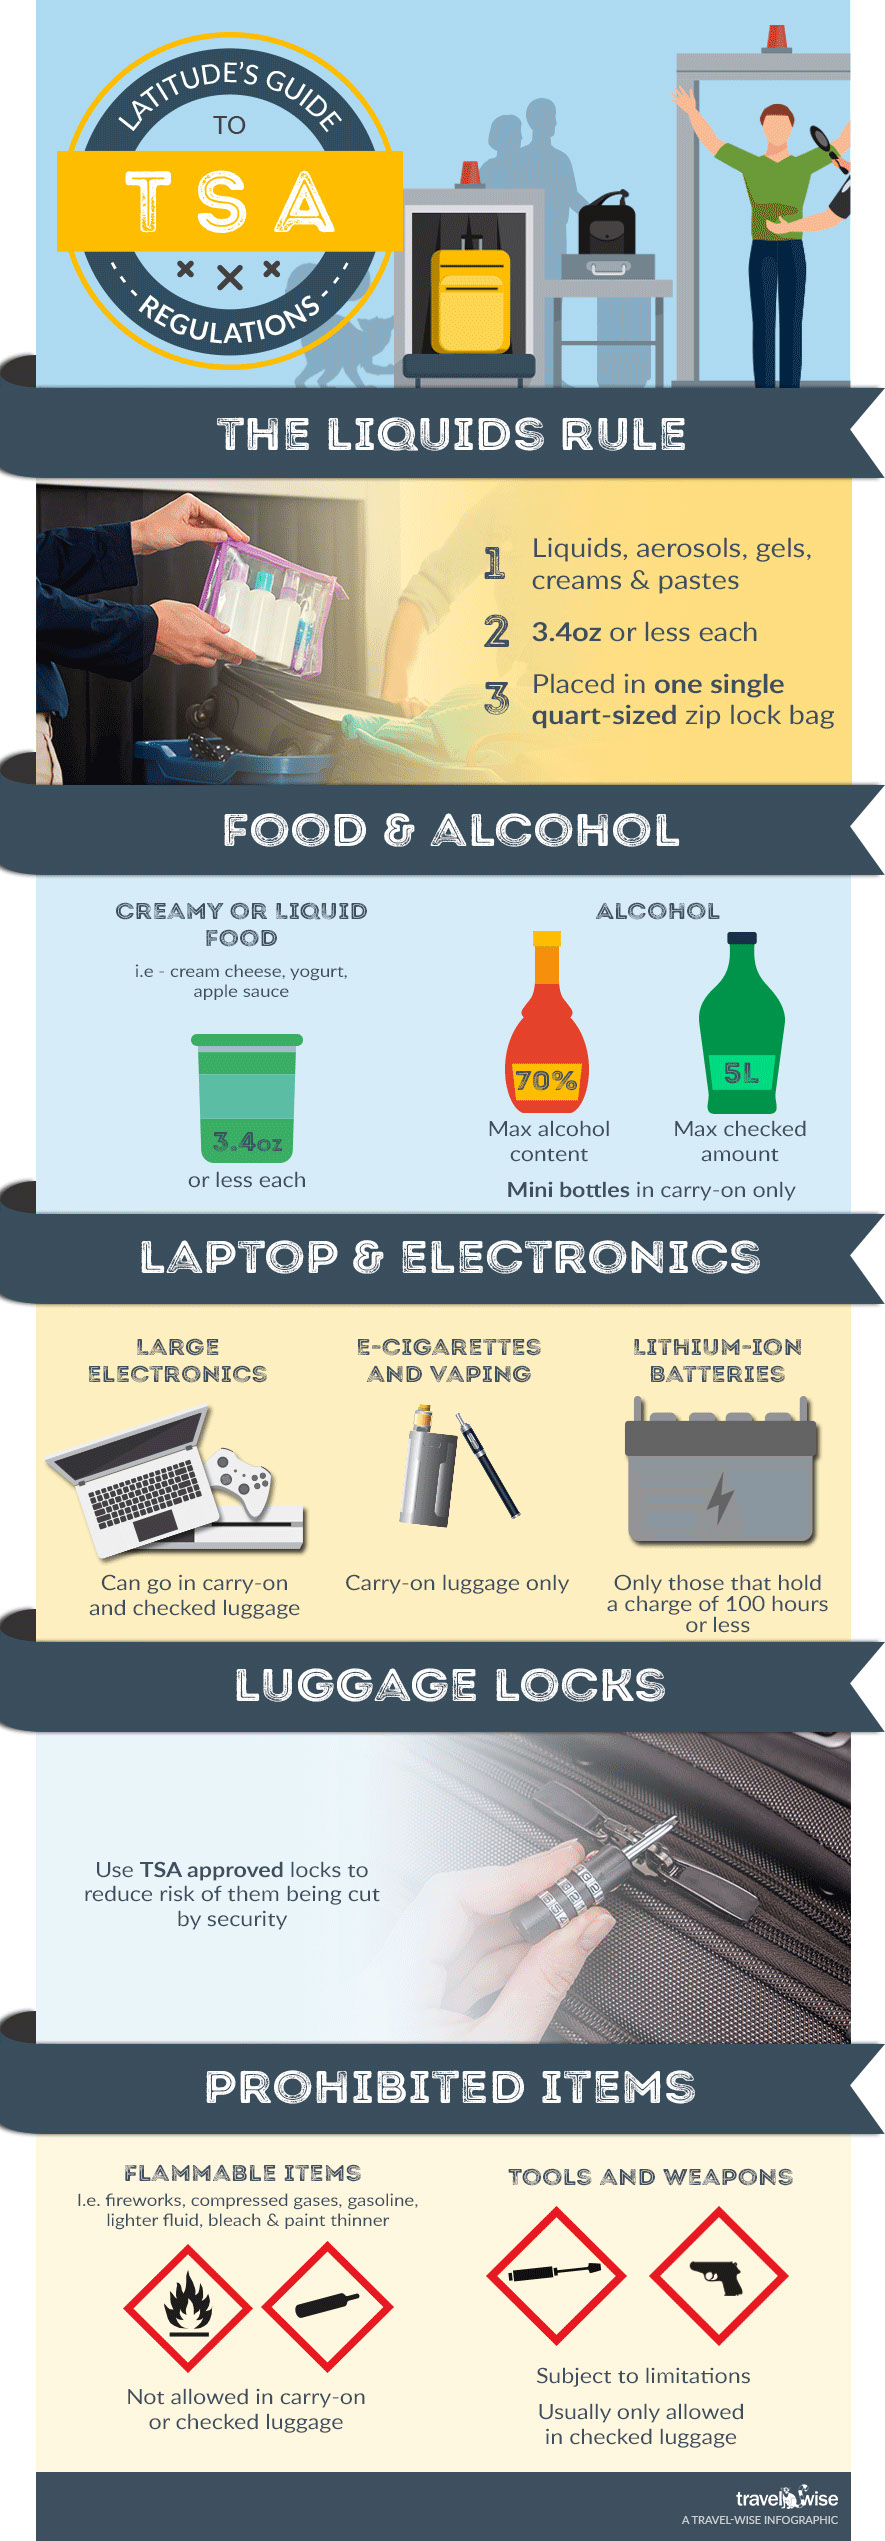 LATITUDE'S GUIDE
TO
TSA
REGULATIONS
THE LIQUIDS RULE
1 Liquids, aerosols, gels,
creams & pastes
2 3.4oz or less each
3 Placed in one single
quart-sized zip lock bag
FOOD & ALCOHOL
CREAMY OR LIQUID
FOOD
i.e - cream cheese, yogurt,
apple sauce
3.4oz
or less each
ALCOHOL
70%
Max alcohol
content
5L
Max checked
amount
Mini bottles in carry-on only
LAPTOP & ELECTRONICS
LARGE
ELECTRONICS
Can go in carry-on
and checked luggage
E-CIGARETTES
AND VAPING
Carry-on luggage only
LITHIUM-ION
BATTERIES
Only those that hold
a charge of 100 hours
or less
LUGGAGE LOCKS
Use TSA approved locks to
reduce risk of them being cut
by security
PROHIBITED ITEMS
FLAMMABLE ITEMS
I.e. fireworks, compressed gases, gasoline,
lighter fluid, bleach & paint thinner
Not allowed in carry-on
or checked luggage
TOOLS AND WEAPONS
Subject to limitations
Usually only allowed
in checked luggage
travel wise
A TRAVEL-WISE INFOGRAPHIC